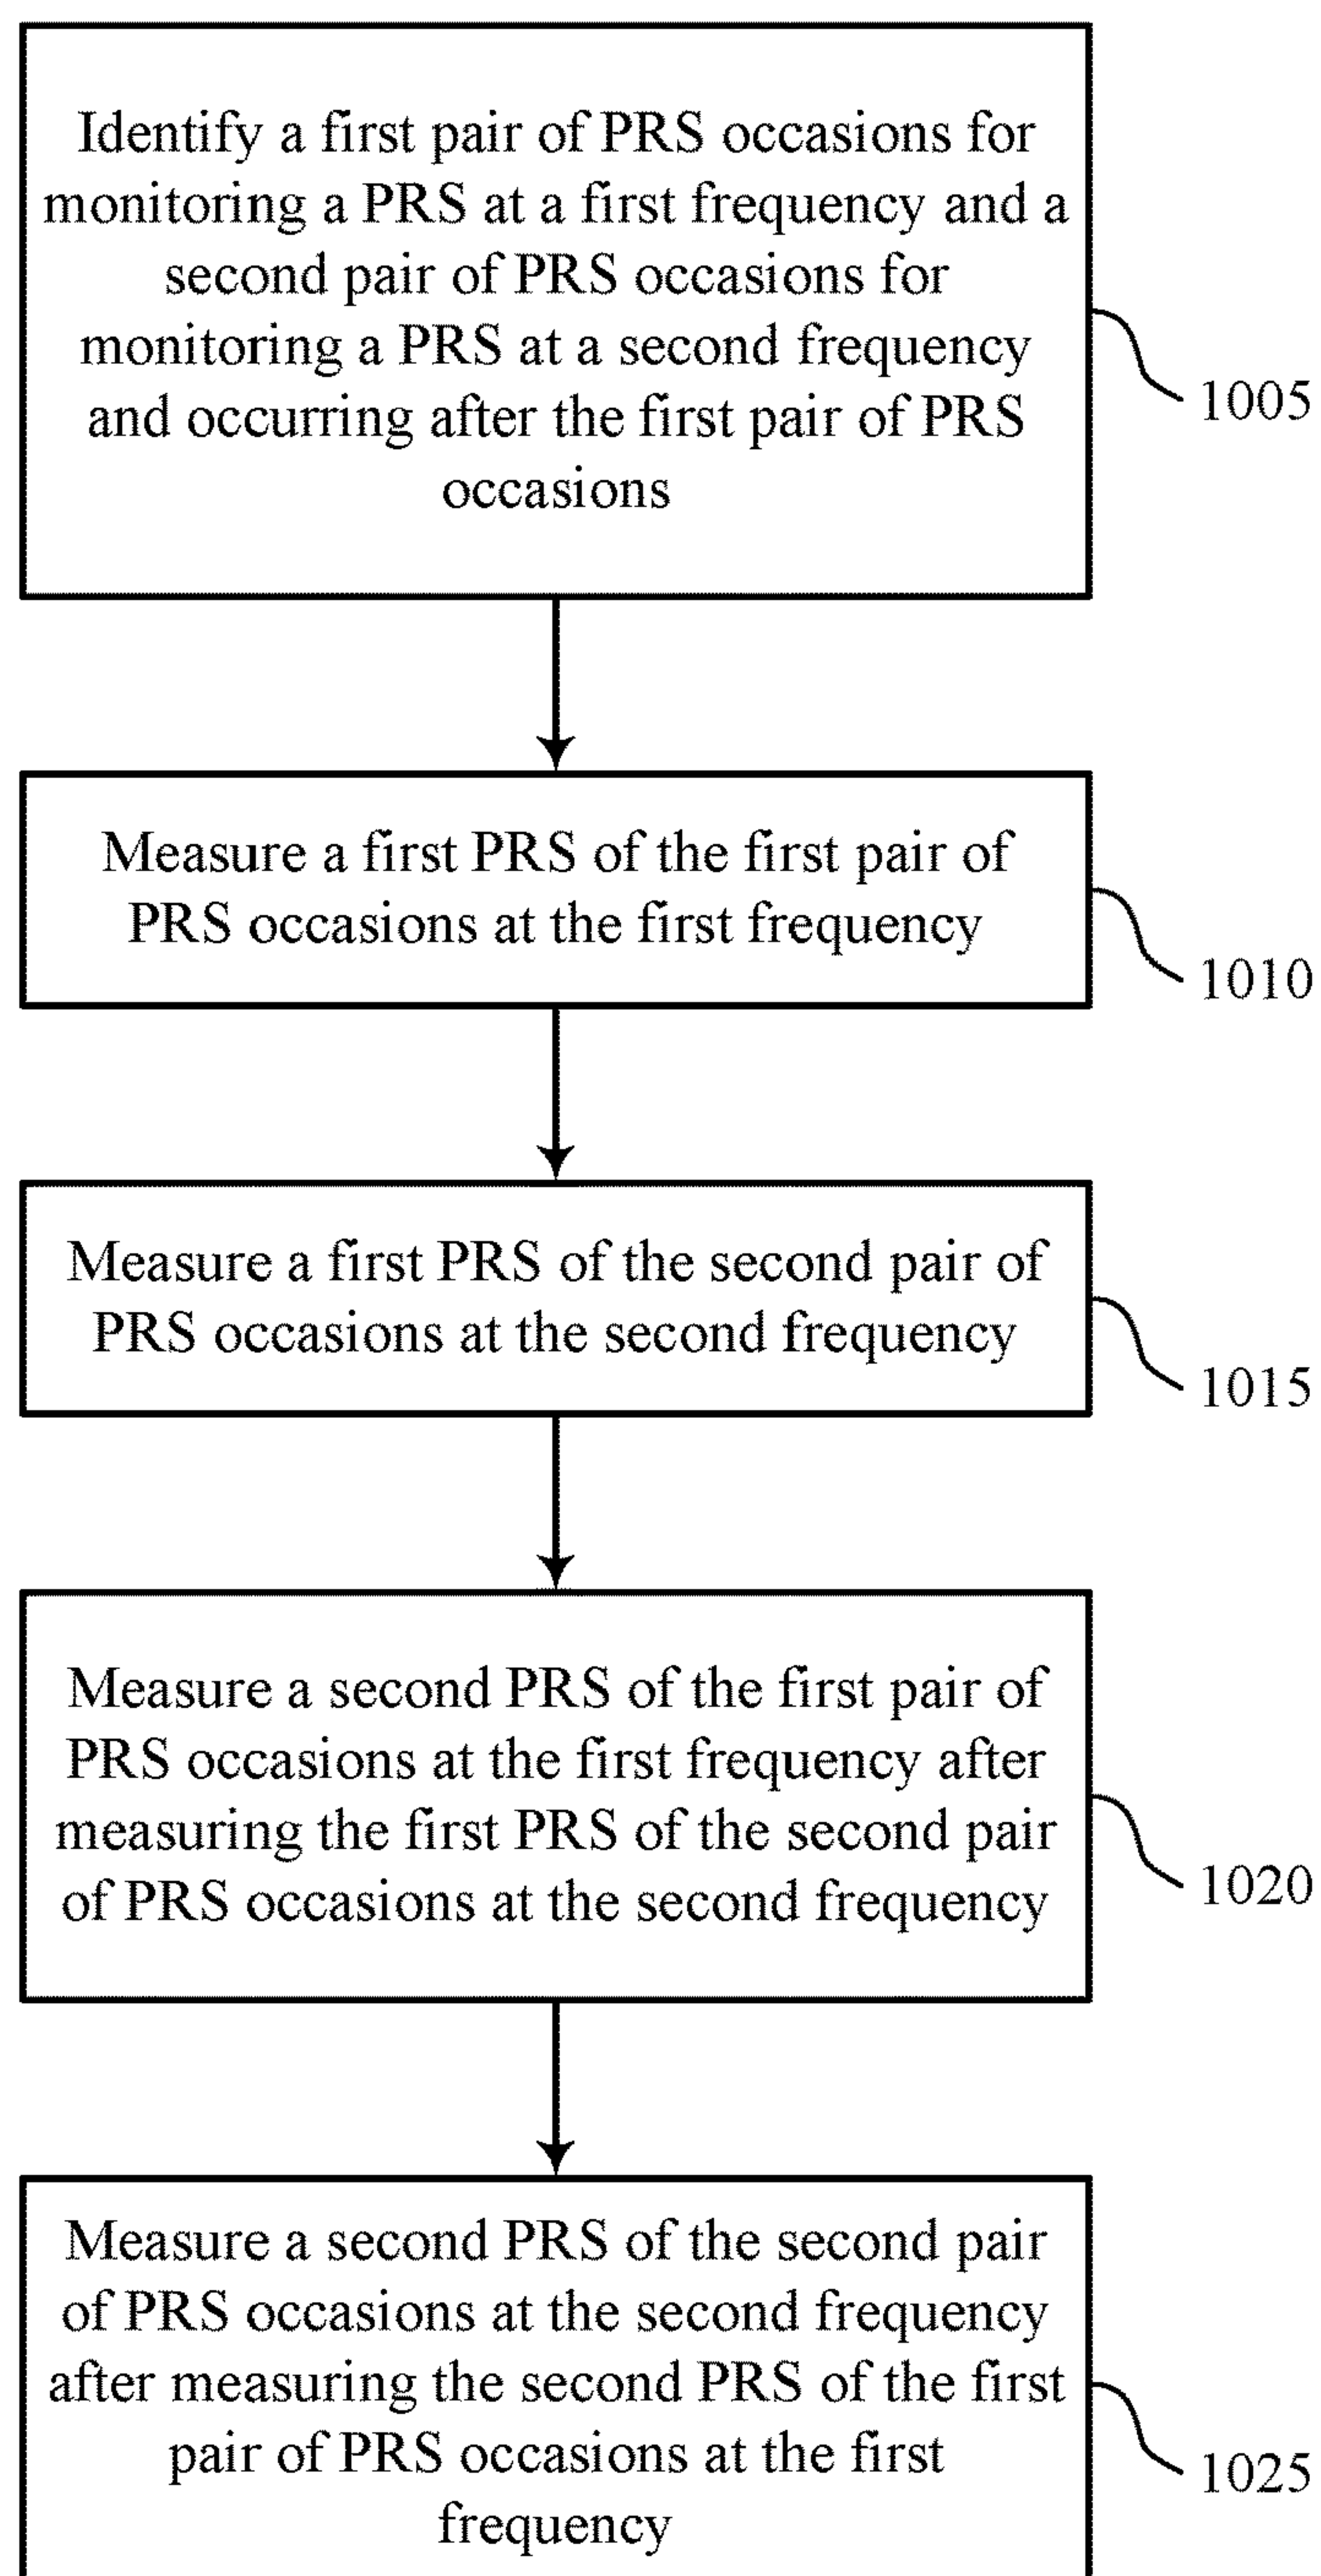 Identify a first pair of PRS occasions for
monitoring a PRS at a first frequency and a
second pair of PRS occasions for
monitoring a PRS at a second frequency
and occurring after the first pair of PRS
occasions
1005
Measure a first PRS of the first pair of
PRS occasions at the first frequency
1010
Measure a first PRS of the second pair of
PRS occasions at the second frequency
1015
Measure a second PRS of the first pair of
PRS occasions at the first frequency after
measuring the first PRS of the second pair
of PRS occasions at the second frequency
1020
Measure a second PRS of the second pair
of PRS occasions at the second frequency
after measuring the second PRS of the first
pair of PRS occasions at the first
frequency
1025